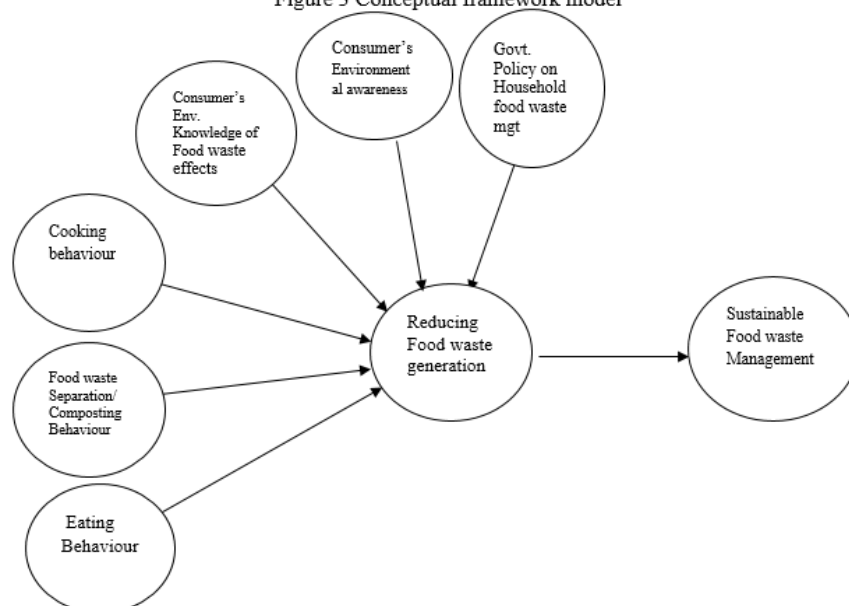 Figure 3 Conceptual framework model
Consumer’s
Environment
al awareness
Govt.
Policy on
Household
food waste
mgt
Consumer’s
Env.
Knowledge of
Food waste
effects
Cooking
behaviour
Reducing
Food waste
generation
Sustainable
Food waste
Management
Food waste
Separation/
Composting
Behaviour
Eating
Behaviour